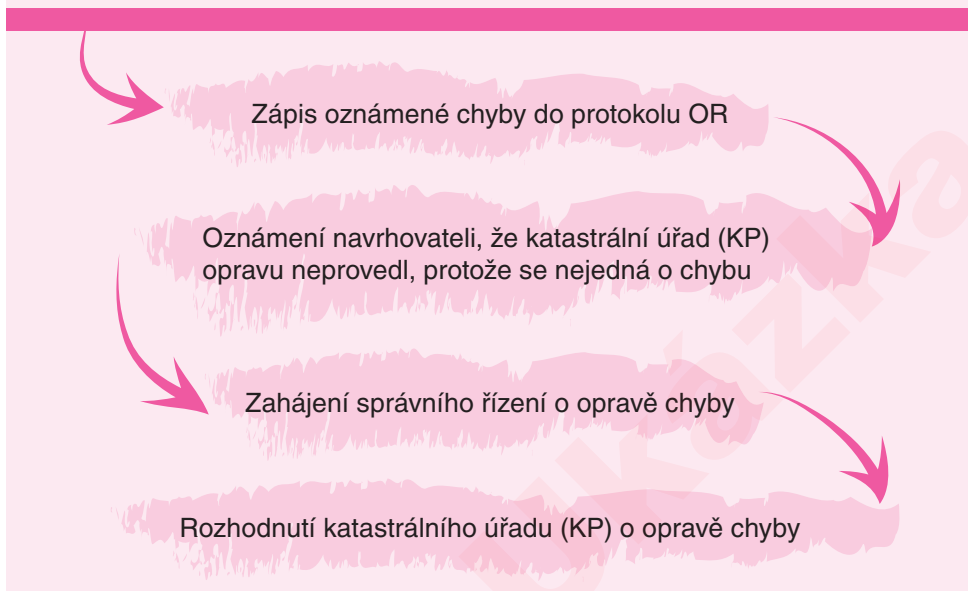 Zápis oznámené chyby do protokolu OR
Oznámení navrhovateli, že katastrální úřad (KP)
opravu neprovedl, protože se nejedná o chybu
Zahájení správního řízení o opravě chyby
Rozhodnutí katastrálního úřadu (KP) o opravě chyby
ukázka